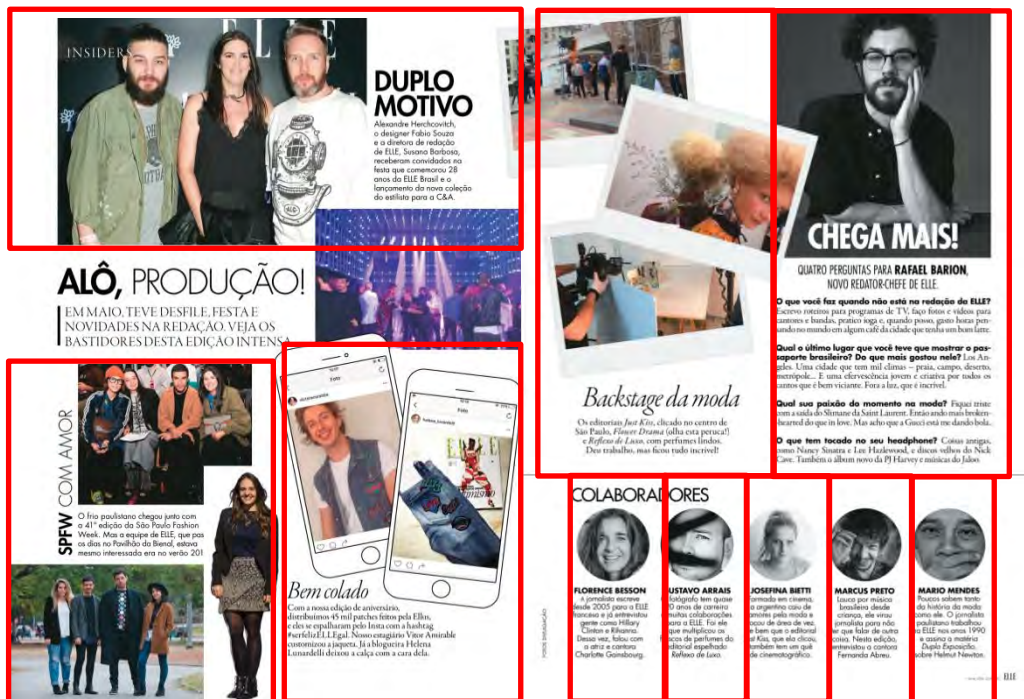 INSIDERS
ELLE
DUPLO
MOTIVO
Alexandre Herchcovitch,
o designer Fabio Souza
e a diretora de redação
de ELLE, Susana Barbosa,
receberam convidados na
festa que comemorou 28
anos da ELLE Brasil e o
lançamento da nova coleção
do estilista para a C&A.
ALÔ, PRODUÇÃO!
EM MAIO, TEVE DESFILE, FESTA E
NOVIDADES NA REDAÇÃO. VEJA OS
BASTIDORES DESTA EDIÇÃO INTENSA
SPFW COM AMOR
O frio paulistano chegou junto com
a 41ª edição da São Paulo Fashion
Week. Mas a equipe de ELLE, que pas
os dias no Pavilhão da Bienal, estava
mesmo interessada era no verão 201
Foto
Foto
Bem colado
Com a nossa edição de aniversário,
distribuímos 45 mil patches feitos pela Ellus,
e eles se espalharam pelo Insta com a hashtag
#serfelizÉLLEgal. Nosso estagiário Vitor Amirable
customizou a jaqueta. Já a blogueira Helena
Lunardelli deixou a calça com a cara dela.
Backstage da moda
Os editoriais Just Kiss, clicado no centro de
São Paulo, Flower Drama (olha esta peruca!)
e Reflexo de Luxo, com perfumes lindos.
Deu trabalho, mas ficou tudo incrível!
CHEGA MAIS!
QUATRO PERGUNTAS PARA RAFAEL BARION,
NOVO REDATOR-CHEFE DE ELLE.
O que você faz quando não está na redação da ELLE?
Escrevo roteiros para programas de TV, faço fotos e vídeos para
cantores e bandas, pratico ioga e, quando posso, gasto horas pen-
sando no mundo em algum café da cidade que tenha um bom latte.
Qual o último lugar que você teve que mostrar o pas-
saporte brasileiro? Do que mais gostou nele? Los An-
geles. Uma cidade que tem mil climas – praia, campo, deserto,
metrópole... E uma efervescência jovem e criativa por todos os
cantos que é bem viciante. Fora a luz, que é incrível.
Qual sua paixão do momento na moda? Fiquei triste
com a saída do Slimane da Saint Laurent. Então ando mais broken-
hearted do que in love. Mas acho que a Gucci está me dando bola.
O que tem tocado no seu headphone? Coisas antigas,
como Nancy Sinatra e Lee Hazlewood, e discos velhos do Nick
Cave. Também o álbum novo da PJ Harvey e músicas do Jaloo.
COLABORADORES
FLORENCE BESSON
A jornalista escreve
desde 2005 para a ELLE
francesa e já entrevistou
gente como Hillary
Clinton e Rihanna.
Dessa vez, falou com
a atriz e cantora
Charlotte Gainsbourg.
GUSTAVO ARRAIS
O fotógrafo tem quase
20 anos de carreira
e muitas colaborações
para a ELLE. Foi ele
que multiplicou os
frascos de perfumes do
editorial espelhado
Reflexo de Luxo.
JOSEFINA BIETTI
Formada em cinema,
a argentina caiu de
amores pela moda e
trocou de área de vez.
Se bem que o editorial
Just Kiss, que ela clicou,
também tem um quê
de cinematográfico.
MARCUS PRETO
Louco por música
brasileira desde
criança, ele virou
jornalista para não
ter que falar de outra
coisa. Nesta edição,
entrevistou a cantora
Fernanda Abreu.
MARIO MENDES
Poucos sabem tanto
da história da moda
como ele. O jornalista
paulistano trabalhou
na ELLE nos anos 1990
e assina a matéria
Dupla Exposição,
sobre Helmut Newton.
FOTOS DIVULGAÇÃO
ELLE